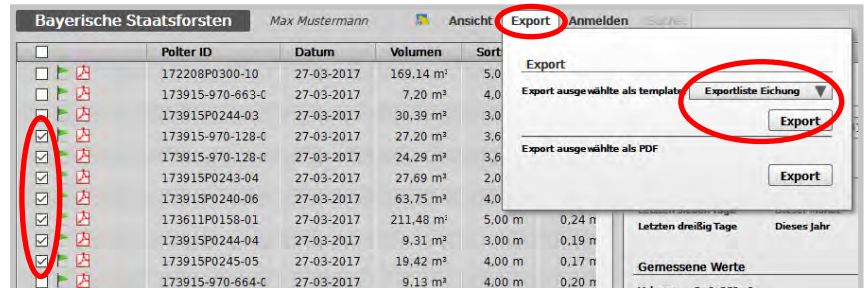 Bayerische Staatsforsten Max Mustermann Ansicht Export Anmelden
Polter ID Datum Volumen Sort
172208P0300-10 27-03-2017 169,14 m³ 5,0
173915-970-663-0 27-03-2017 7,20 m³ 4,0
173915P0244-03 27-03-2017 30,39 m³ 3,0
173915-970-128-0 27-03-2017 27,20 m³ 3,6
173915-970-128-0 27-03-2017 24,29 m³ 3,6
173915P0243-04 27-03-2017 27,69 m³ 2,0
173915P0240-06 27-03-2017 63,75 m³ 4,0
173611P0158-01 27-03-2017 211,48 m³ 5,00 m 0,24 m
173915P0244-04 27-03-2017 9,31 m³ 3,00 m 0,19 m
173915P0245-05 27-03-2017 19,42 m³ 4,00 m 0,17 m
173915-970-664-0 27-03-2017 9,13 m³ 4,00 m 0,20 m
Export
Export ausgewählte als template Exportliste Eichung
Export
Export ausgewählte als PDF
Export
Letzten dreißig Tage Dieses Jahr
Gemessene Werte